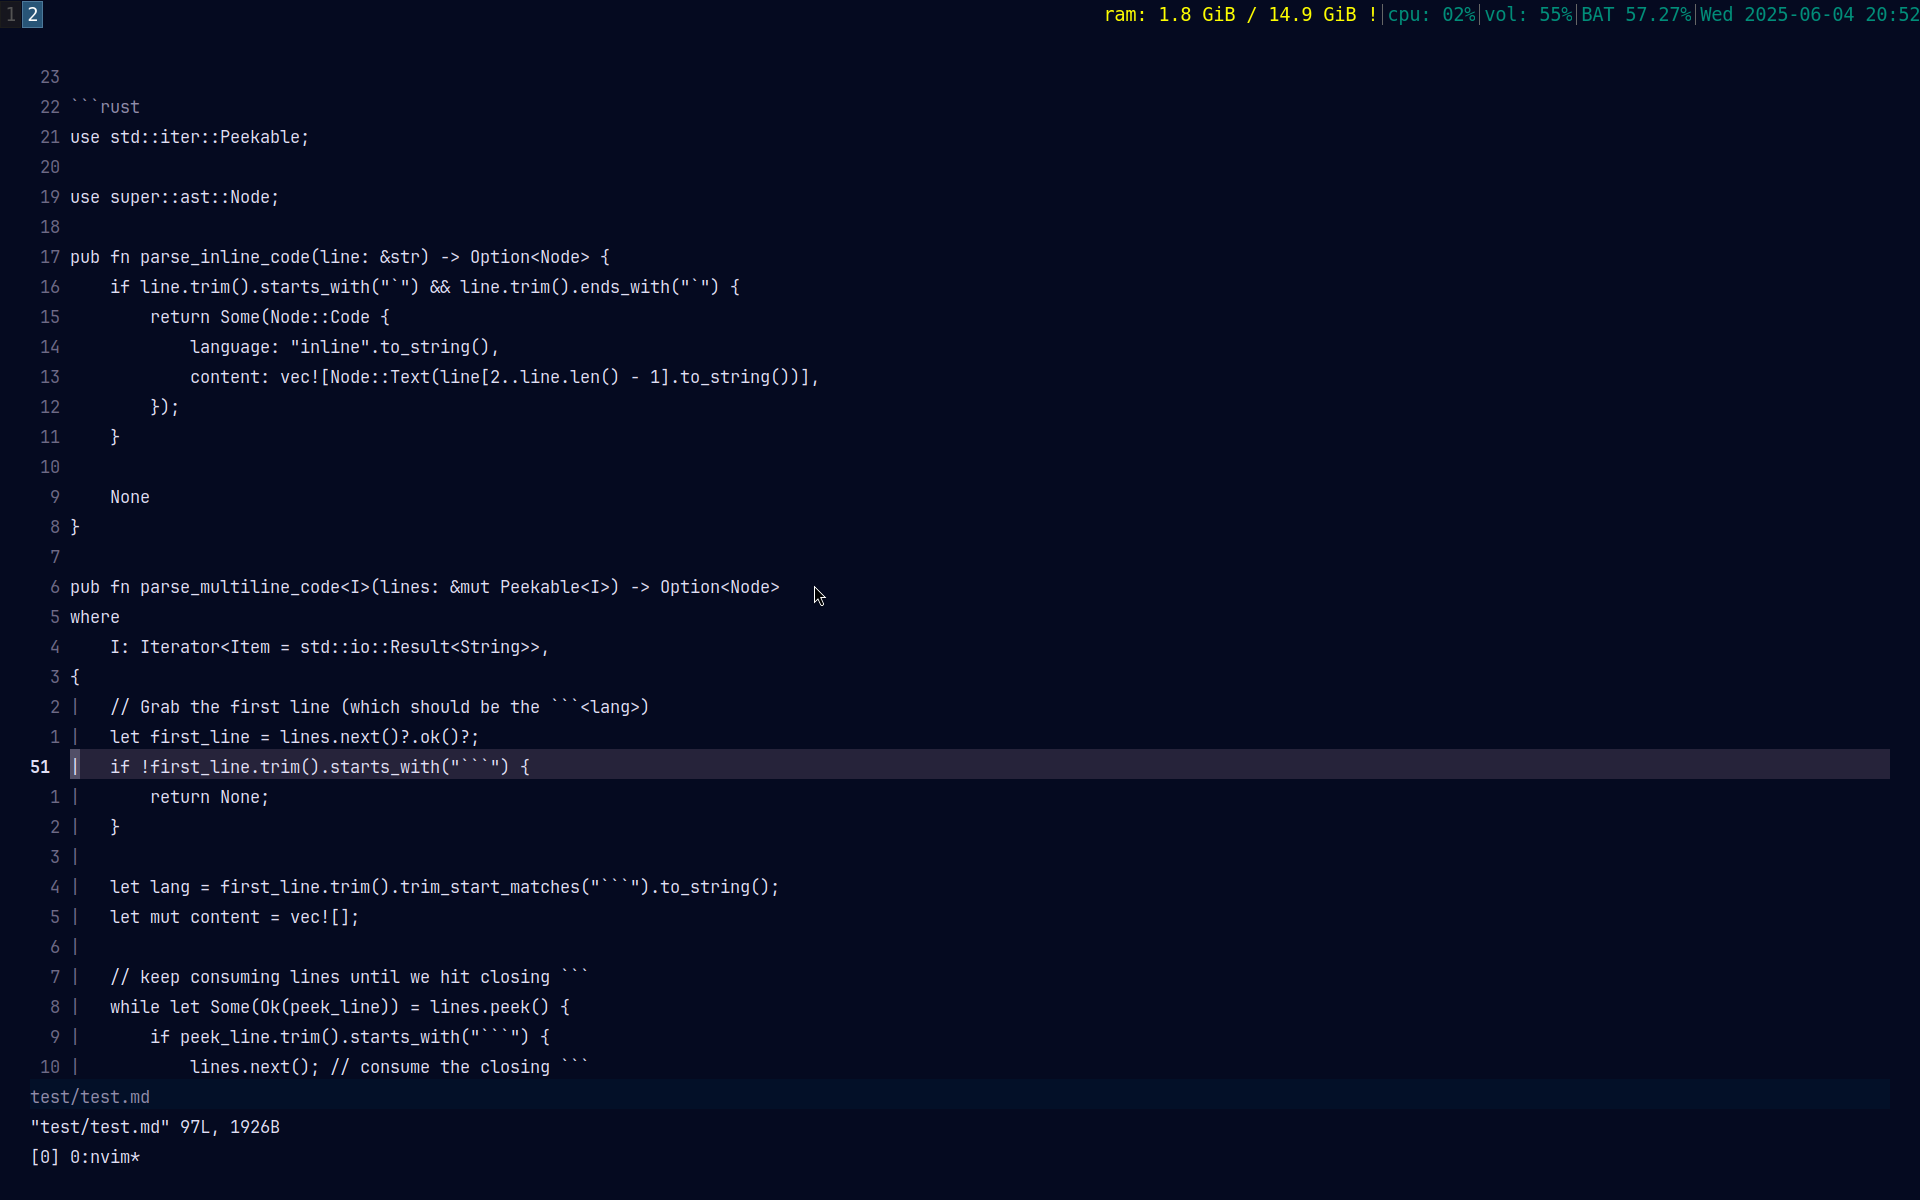 1 2 ram: 1.8 GiB / 14.9 GiB !|cpu: 02%|vol: 55%|BAT 57.27%|Wed 2025-06-04 20:52
23
22 ```rust
21 use std::iter::Peekable;
20
19 use super::ast::Node;
18
17 pub fn parse_inline_code(line: &str) -> Option<Node> {
16     if line.trim().starts_with("`") && line.trim().ends_with("`") {
15         return Some(Node::Code {
14             language: "inline".to_string(),
13             content: vec![Node::Text(line[2..line.len() - 1].to_string())],
12         });
11     }
10
9     None
8 }
7
6 pub fn parse_multiline_code<I>(lines: &mut Peekable<I>) -> Option<Node>
5 where
4     I: Iterator<Item = std::io::Result<String>>,
3 {
2 |   // Grab the first line (which should be the ```<lang>)
1 |   let first_line = lines.next()?.ok()?;
51 |   if !first_line.trim().starts_with("```") {
1 |       return None;
2 |   }
3 |
4 |   let lang = first_line.trim().trim_start_matches("```").to_string();
5 |   let mut content = vec![];
6 |
7 |   // keep consuming lines until we hit closing ```
8 |   while let Some(Ok(peek_line)) = lines.peek() {
9 |       if peek_line.trim().starts_with("```") {
10 |           lines.next(); // consume the closing ```
test/test.md
"test/test.md" 97L, 1926B
[0] 0:nvim*